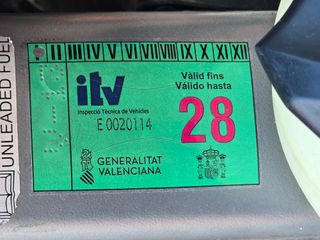 II III IV V VI VII VIII IX X XI XII
itv
Inspecció Tècnica de Vehicles
E 0020114
Vàlid fins
Válido hasta
28
GENERALITAT
VALENCIANA
UNLEADED